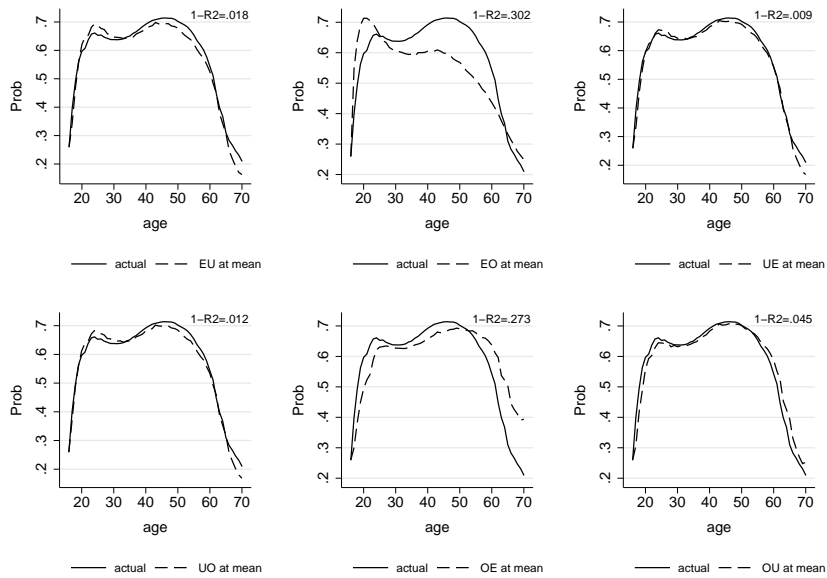 1−R2=.018
.7
.6
.5
.4
.3
.2
Prob
20 30 40 50 60 70
age
actual EU at mean
1−R2=.302
.7
.6
.5
.4
.3
.2
Prob
20 30 40 50 60 70
age
actual EO at mean
1−R2=.009
.7
.6
.5
.4
.3
.2
Prob
20 30 40 50 60 70
age
actual UE at mean
1−R2=.012
.7
.6
.5
.4
.3
.2
Prob
20 30 40 50 60 70
age
actual UO at mean
1−R2=.273
.7
.6
.5
.4
.3
.2
Prob
20 30 40 50 60 70
age
actual OE at mean
1−R2=.045
.7
.6
.5
.4
.3
.2
Prob
20 30 40 50 60 70
age
actual OU at mean